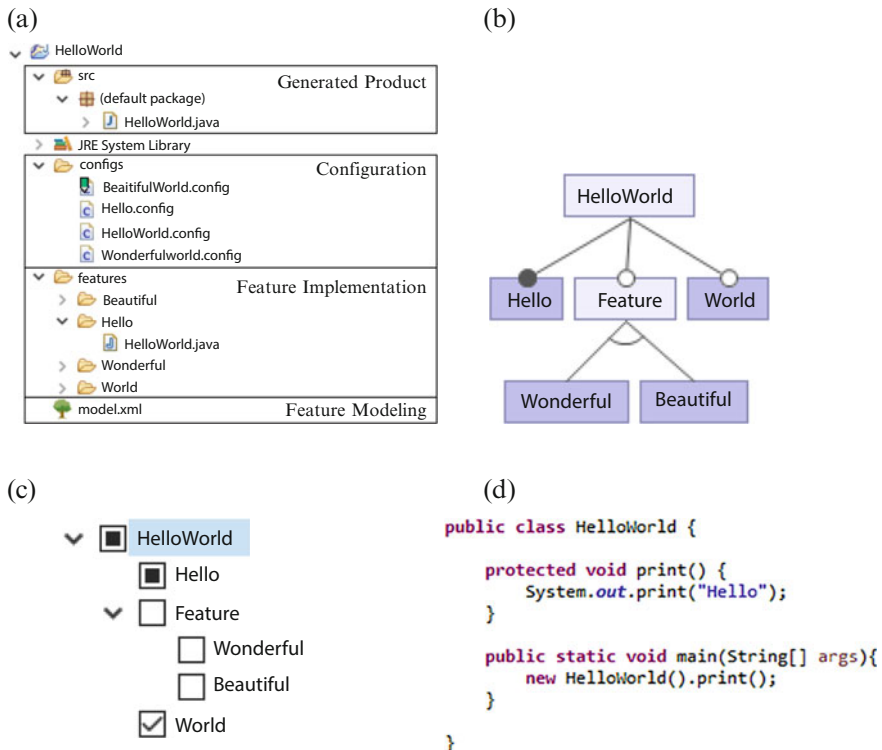 (a)
HelloWorld
src
Generated Product
(default package)
HelloWorld.java
JRE System Library
configs
Configuration
BeaitifulWorld.config
Hello.config
HelloWorld.config
Wonderfulworld.config
features
Feature Implementation
Beautiful
Hello
HelloWorld.java
Wonderful
World
model.xml
Feature Modeling
(b)
HelloWorld
Hello
Feature
World
Wonderful
Beautiful
(c)
HelloWorld
Hello
Feature
Wonderful
Beautiful
World
(d)
public class HelloWorld {
protected void print() {
System.out.print("Hello");
}
public static void main(String[] args){
new HelloWorld().print();
}
}